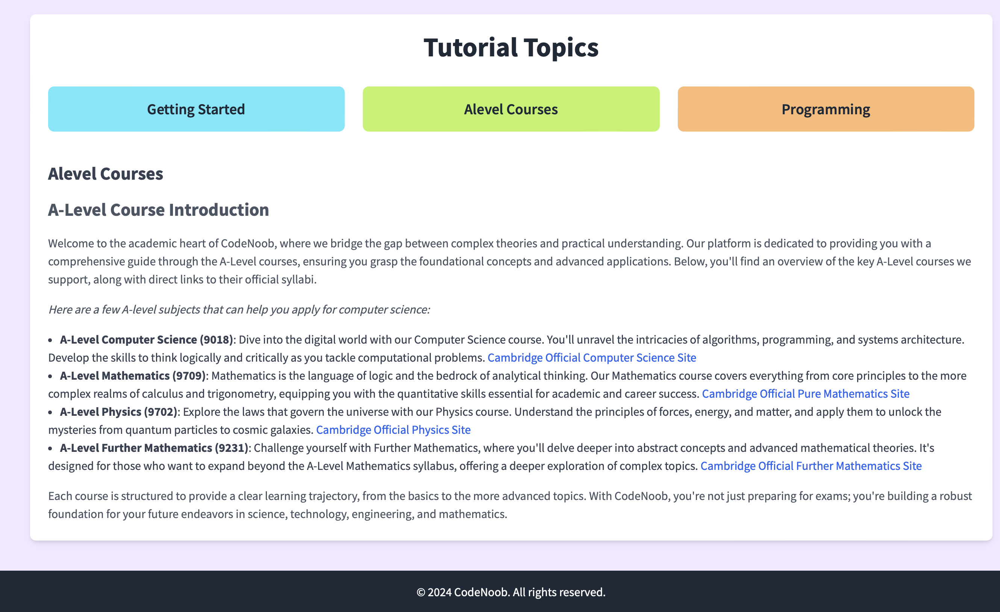 Tutorial Topics
Getting Started
Alevel Courses
Programming
Alevel Courses
A-Level Course Introduction
Welcome to the academic heart of CodeNoob, where we bridge the gap between complex theories and practical understanding. Our platform is dedicated to providing you with a
comprehensive guide through the A-Level courses, ensuring you grasp the foundational concepts and advanced applications. Below, you'll find an overview of the key A-Level courses we
support, along with direct links to their official syllabi.
Here are a few A-level subjects that can help you apply for computer science:
• A-Level Computer Science (9018): Dive into the digital world with our Computer Science course. You'll unravel the intricacies of algorithms, programming, and systems architecture.
Develop the skills to think logically and critically as you tackle computational problems. Cambridge Official Computer Science Site
• A-Level Mathematics (9709): Mathematics is the language of logic and the bedrock of analytical thinking. Our Mathematics course covers everything from core principles to the more
complex realms of calculus and trigonometry, equipping you with the quantitative skills essential for academic and career success. Cambridge Official Pure Mathematics Site
• A-Level Physics (9702): Explore the laws that govern the universe with our Physics course. Understand the principles of forces, energy, and matter, and apply them to unlock the
mysteries from quantum particles to cosmic galaxies. Cambridge Official Physics Site
• A-Level Further Mathematics (9231): Challenge yourself with Further Mathematics, where you'll delve deeper into abstract concepts and advanced mathematical theories. It's
designed for those who want to expand beyond the A-Level Mathematics syllabus, offering a deeper exploration of complex topics. Cambridge Official Further Mathematics Site
Each course is structured to provide a clear learning trajectory, from the basics to the more advanced topics. With CodeNoob, you're not just preparing for exams; you're building a robust
foundation for your future endeavors in science, technology, engineering, and mathematics.
© 2024 CodeNoob. All rights reserved.